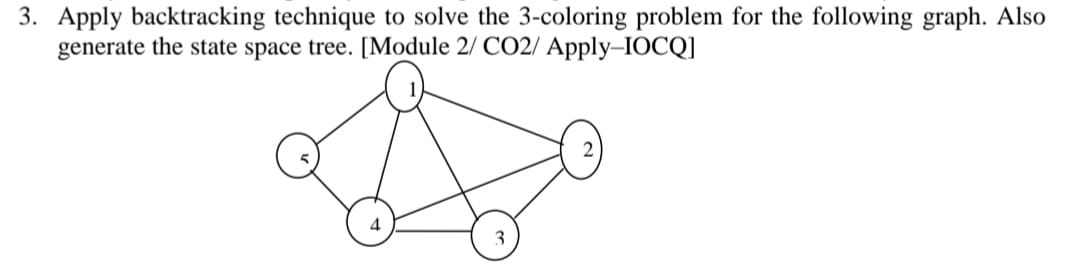 3. Apply backtracking technique to solve the 3-coloring problem for the following graph. Also
generate the state space tree. [Module 2/ CO2/ Apply–IOCQ]
1
2
5
4
3